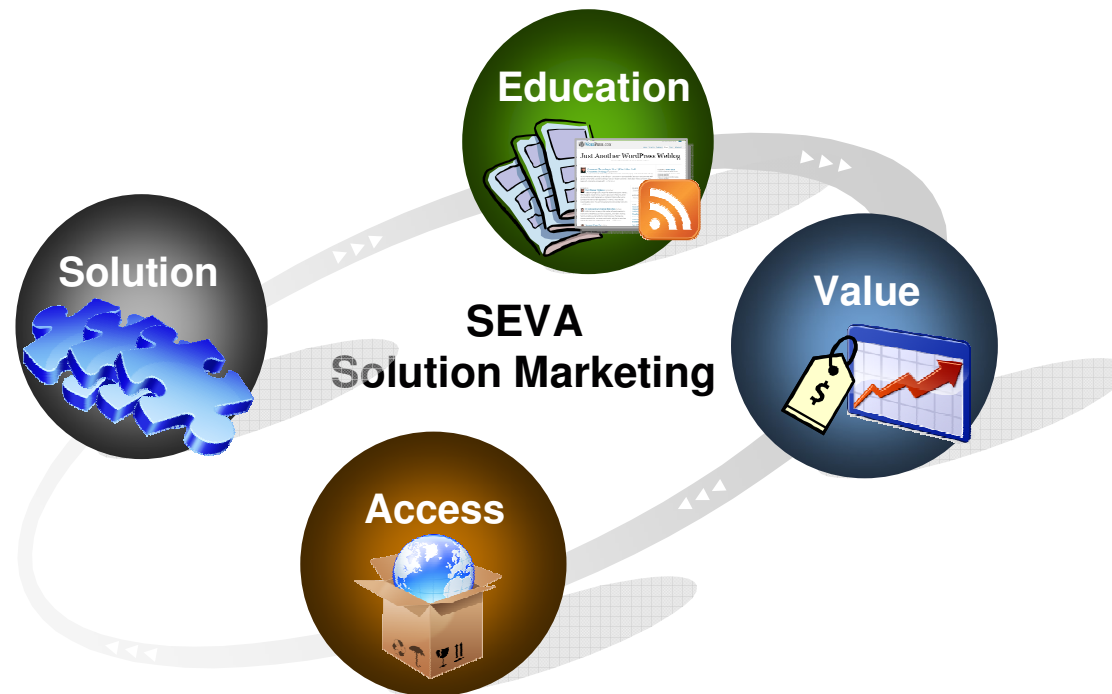 Education
Just Another WordPress Weblog
Solution
Value
$
SEVA
Solution Marketing
Access